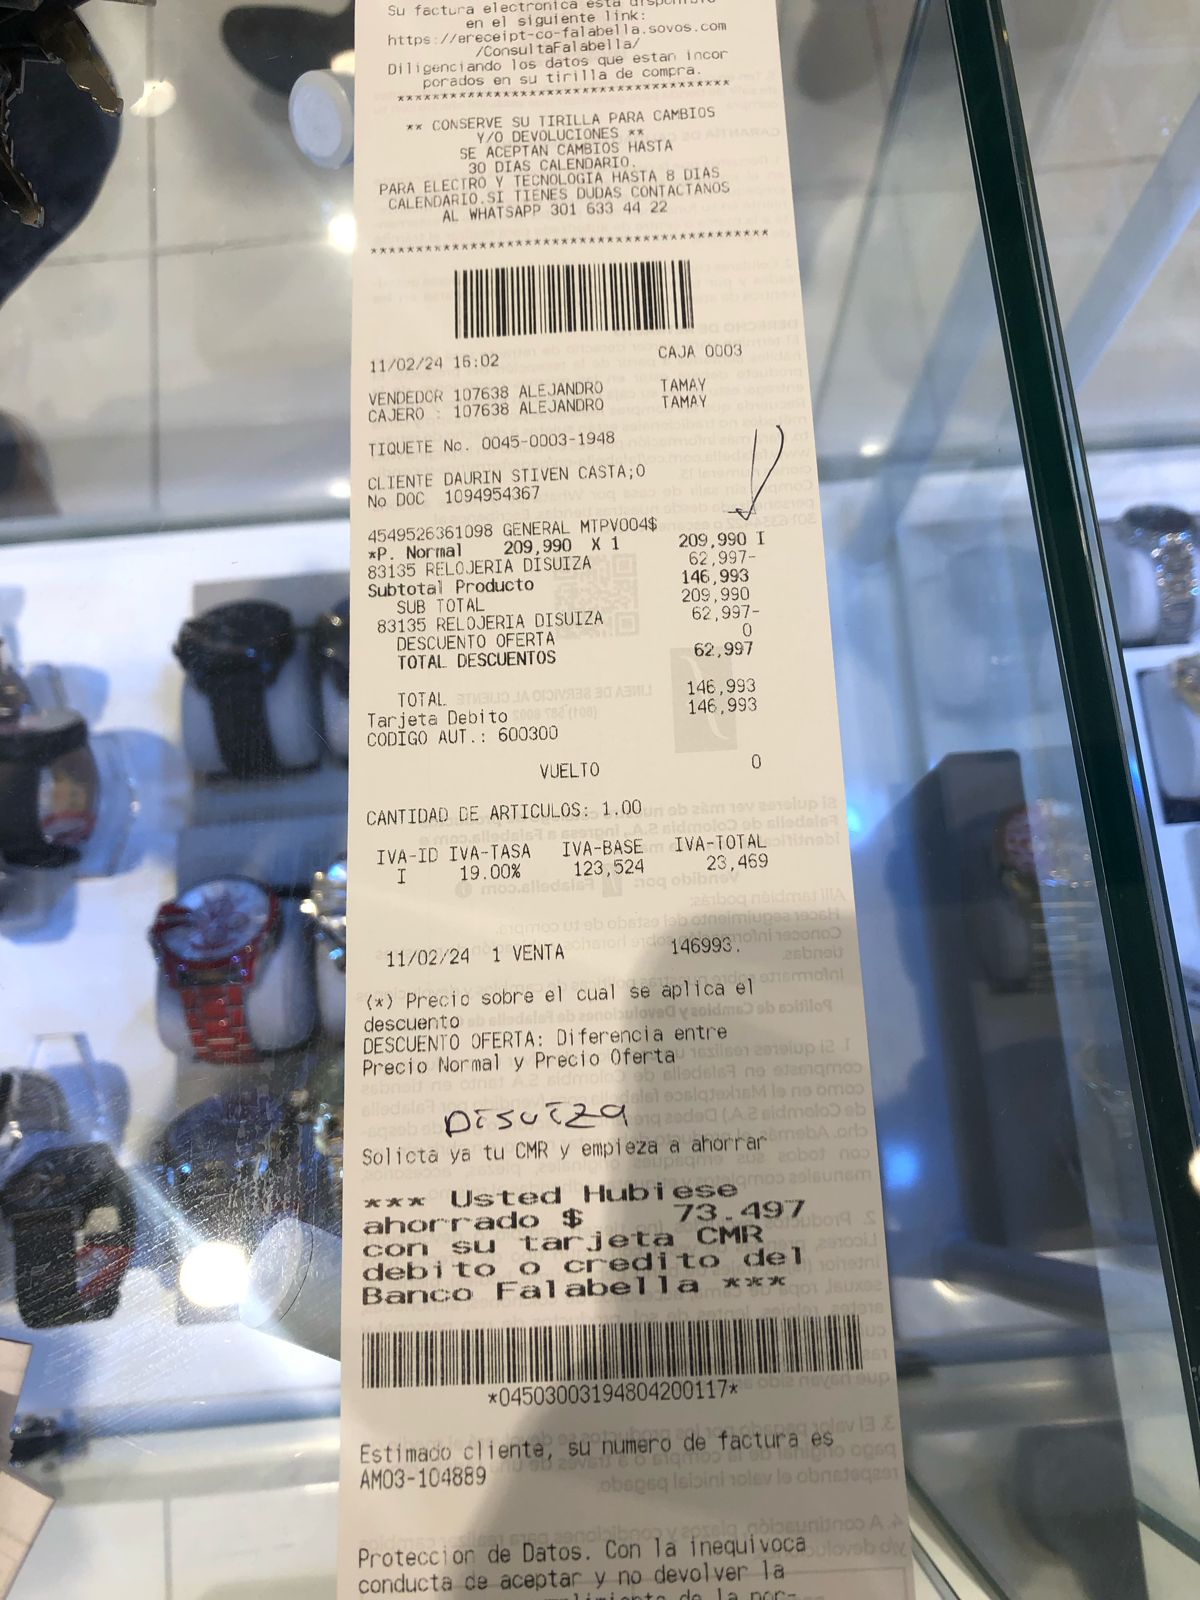 Su factura electronica esta disponible
en el siguiente link:
https://ereceipt-co-falabella.sovos.com
/ConsultaFalabella/
Diligenciando los datos que estan incor
porados en su tirilla de compra.
***********************************
** CONSERVE SU TIRILLA PARA CAMBIOS
Y/O DEVOLUCIONES **
SE ACEPTAN CAMBIOS HASTA
30 DIAS CALENDARIO.
PARA ELECTRO Y TECNOLOGIA HASTA 8 DIAS
CALENDARIO.SI TIENES DUDAS CONTACTANOS
AL WHATSAPP 301 633 44 22
******************************************
11/02/24 16:02 CAJA 0003
VENDEDOR 107638 ALEJANDRO TAMAY
CAJERO : 107638 ALEJANDRO TAMAY
TIQUETE No. 0045-0003-1948
CLIENTE DAURIN STIVEN CASTA;O
No DOC 1094954367
4549526361098 GENERAL MTPV004$
*P. Normal 209,990 X 1 209,990 I
83135 RELOJERIA DISUIZA 62,997-
Subtotal Producto 146,993
SUB TOTAL 209,990
83135 RELOJERIA DISUIZA 62,997-
DESCUENTO OFERTA 0
TOTAL DESCUENTOS 62,997
TOTAL 146,993
Tarjeta Debito 146,993
CODIGO AUT.: 600300
VUELTO 0
CANTIDAD DE ARTICULOS: 1.00
IVA-ID IVA-TASA IVA-BASE IVA-TOTAL
I 19.00% 123,524 23,469
11/02/24 1 VENTA 146993.
(*) Precio sobre el cual se aplica el
descuento
DESCUENTO OFERTA: Diferencia entre
Precio Normal y Precio Oferta
DISUIZA
Solicta ya tu CMR y empieza a ahorrar
*** Usted Hubiese
ahorrado $ 73.497
con su tarjeta CMR
debito o credito del
Banco Falabella ***
*04503003194804200117*
Estimado cliente, su numero de factura es
AM03-104889
Proteccion de Datos. Con la inequivoca
conducta de aceptar y no devolver la